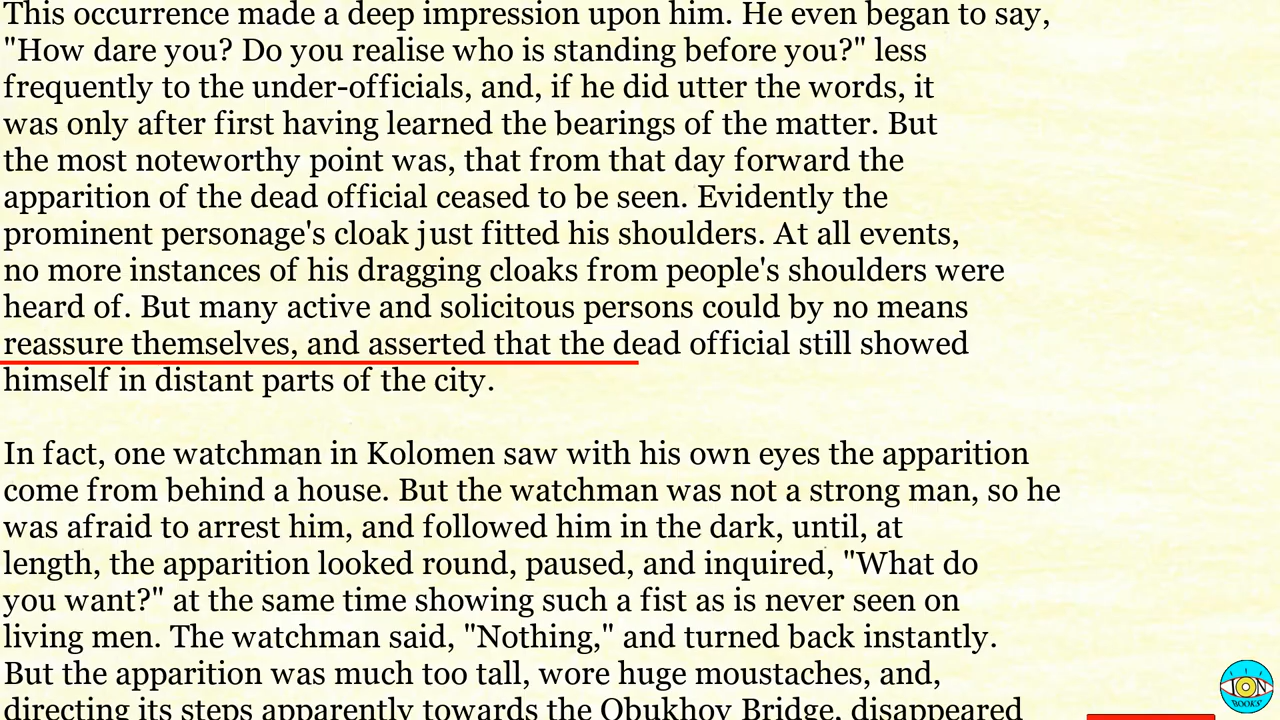 This occurrence made a deep impression upon him. He even began to say,
"How dare you? Do you realise who is standing before you?" less
frequently to the under-officials, and, if he did utter the words, it
was only after first having learned the bearings of the matter. But
the most noteworthy point was, that from that day forward the
apparition of the dead official ceased to be seen. Evidently the
prominent personage's cloak just fitted his shoulders. At all events,
no more instances of his dragging cloaks from people's shoulders were
heard of. But many active and solicitous persons could by no means
reassure themselves, and asserted that the dead official still showed
himself in distant parts of the city.
In fact, one watchman in Kolomen saw with his own eyes the apparition
come from behind a house. But the watchman was not a strong man, so he
was afraid to arrest him, and followed him in the dark, until, at
length, the apparition looked round, paused, and inquired, "What do
you want?" at the same time showing such a fist as is never seen on
living men. The watchman said, "Nothing," and turned back instantly.
But the apparition was much too tall, wore huge moustaches, and,
directing its steps apparently towards the Obukhov Bridge, disappeared
ION
BOOKS